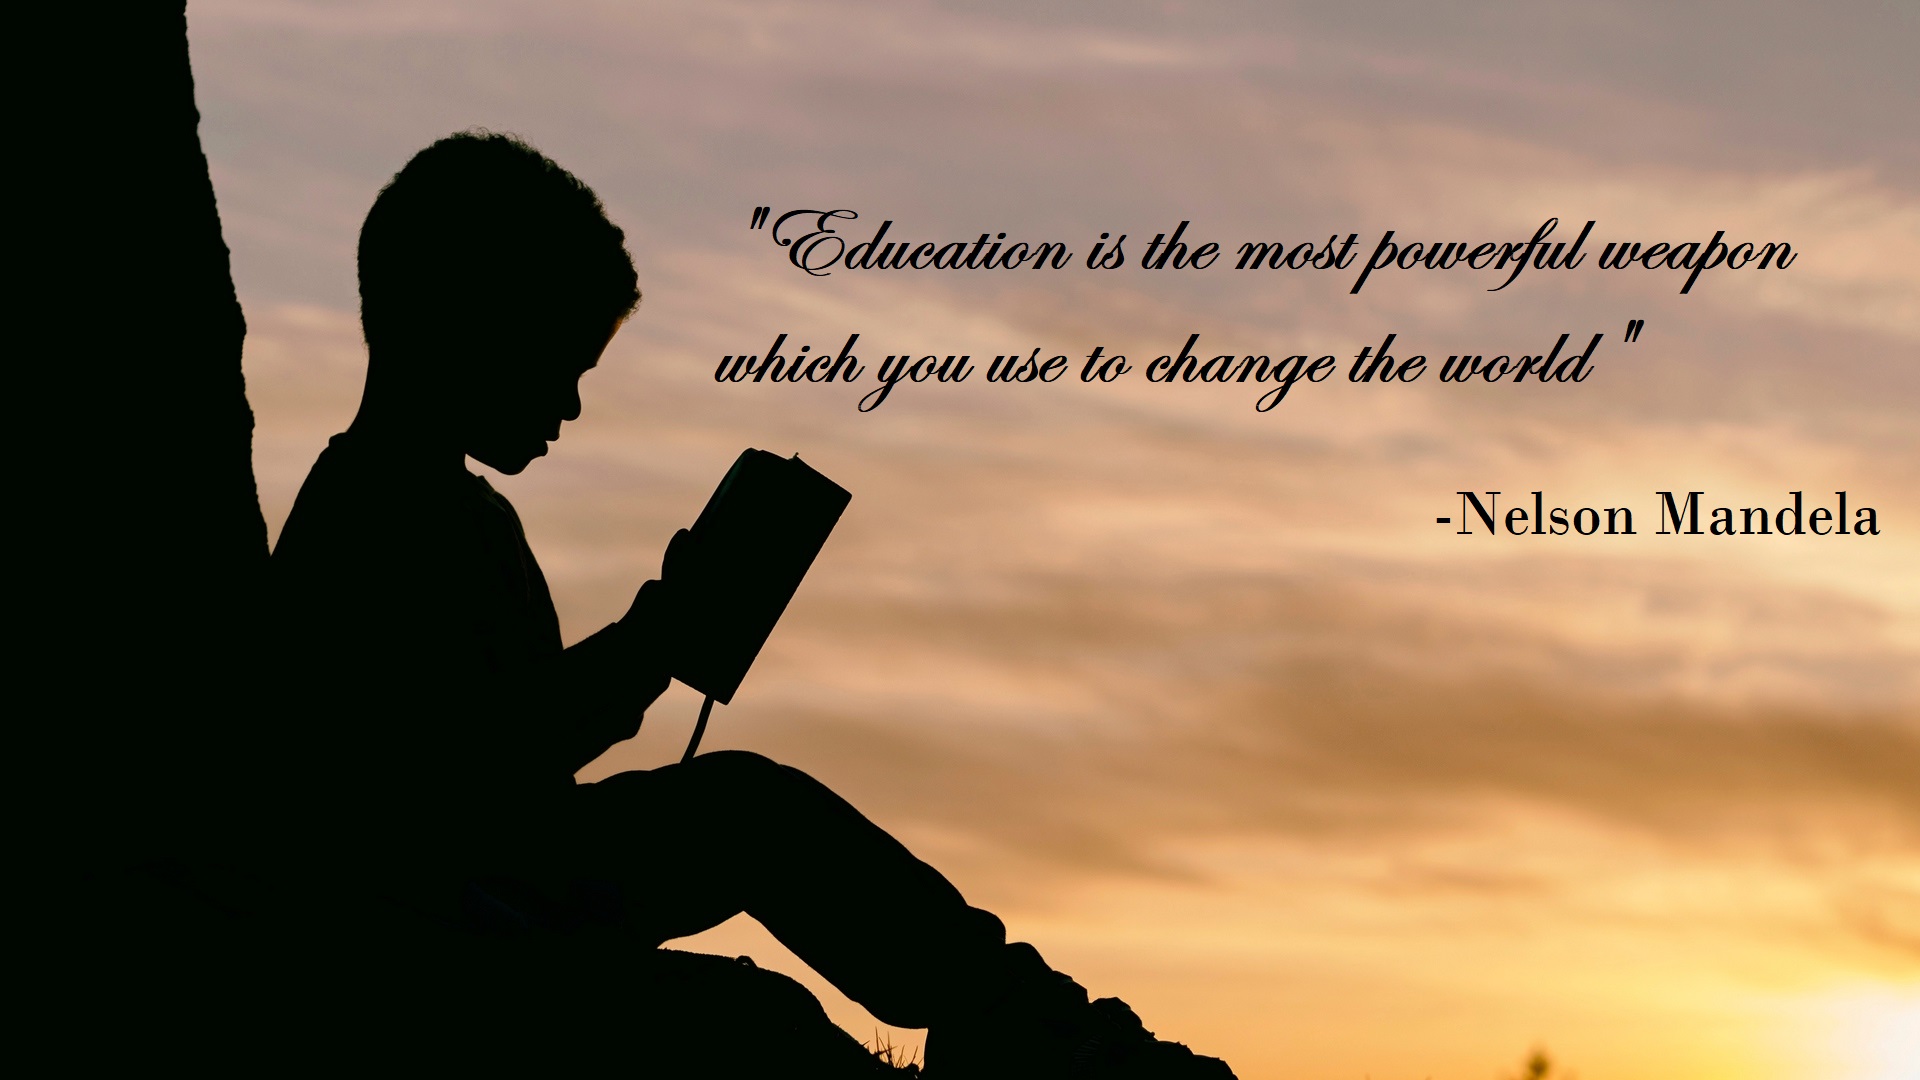 "Education is the most powerful weapon
which you use to change the world"
-Nelson Mandela